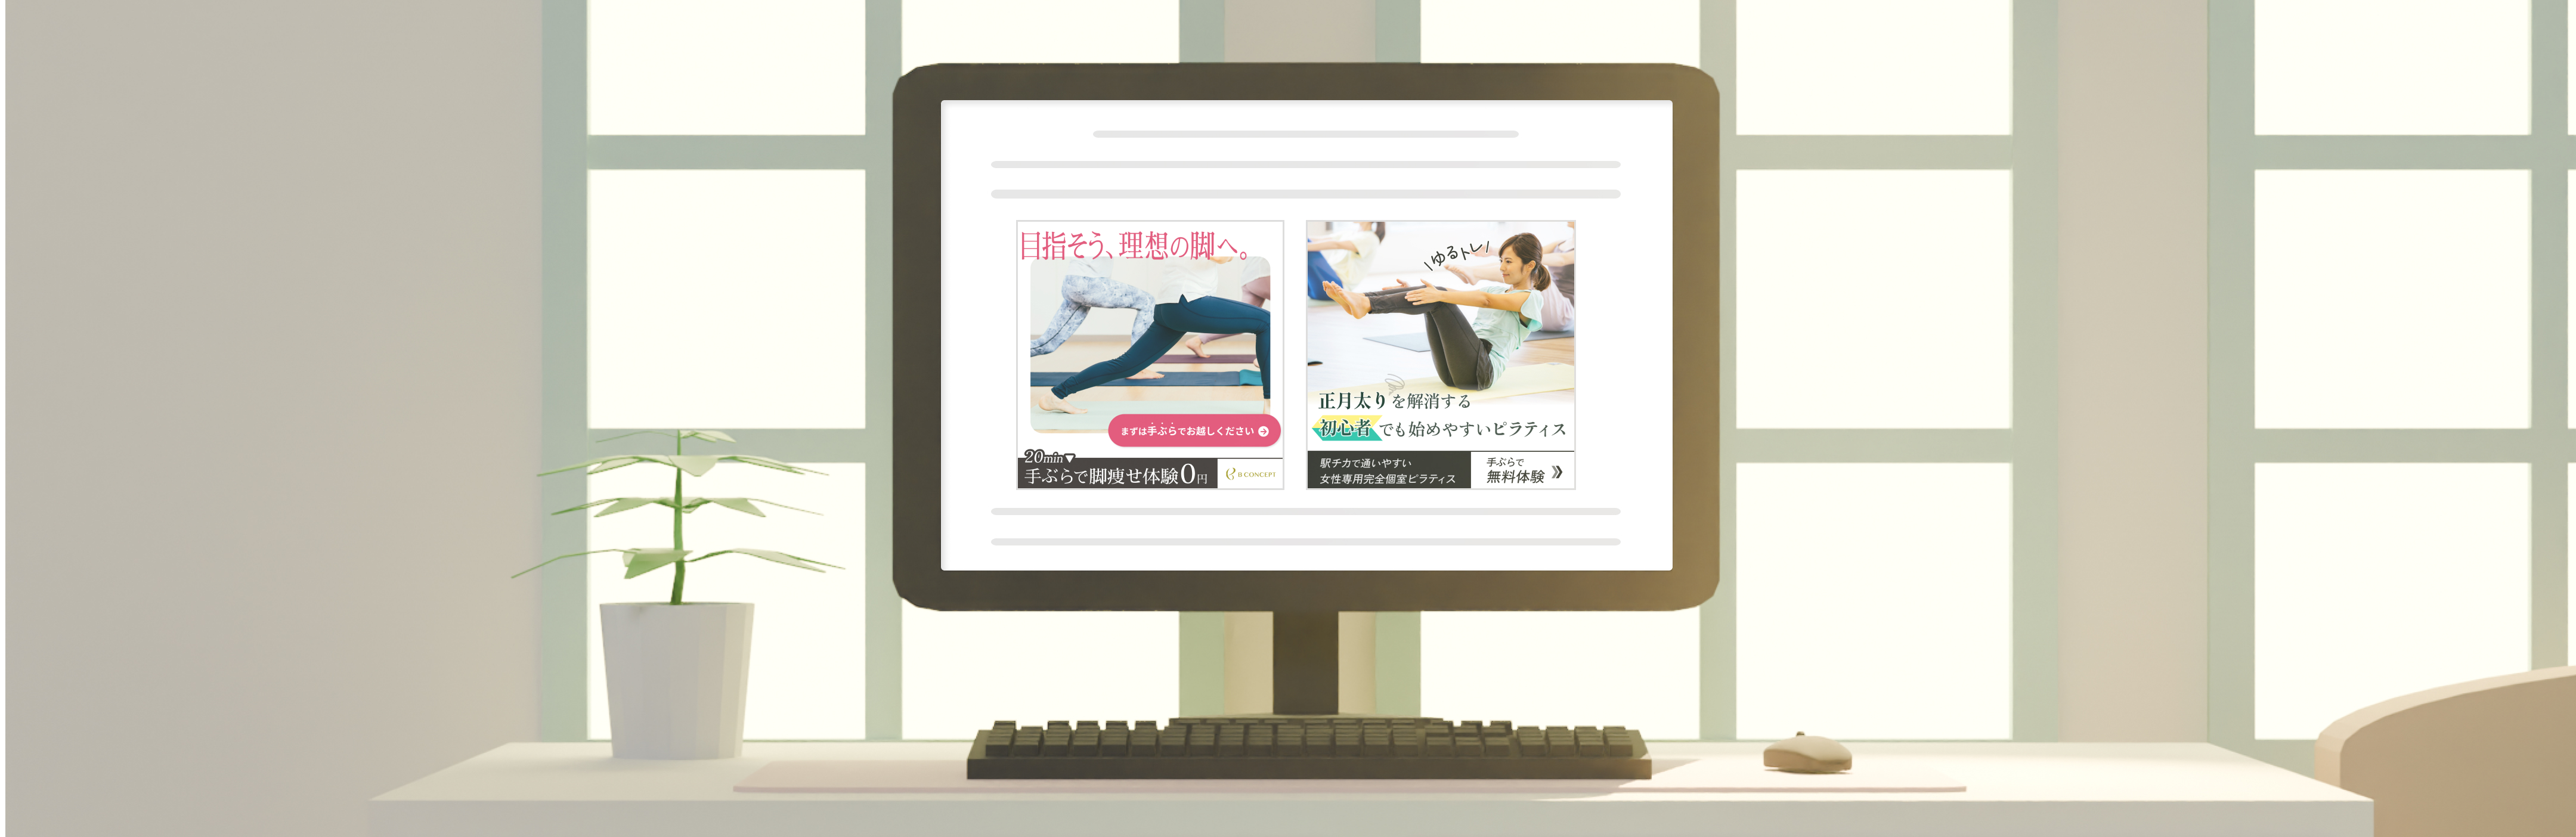 目指そう、理想の脚へ。
まずは手ぶらでお越しください
20min▼
手ぶらで脚痩せ体験0円
B CONCEPT
\ゆるトレ/
正月太りを解消する
初心者でも始めやすいピラティス
駅チカで通いやすい
女性専用完全個室ピラティス
手ぶらで
無料体験